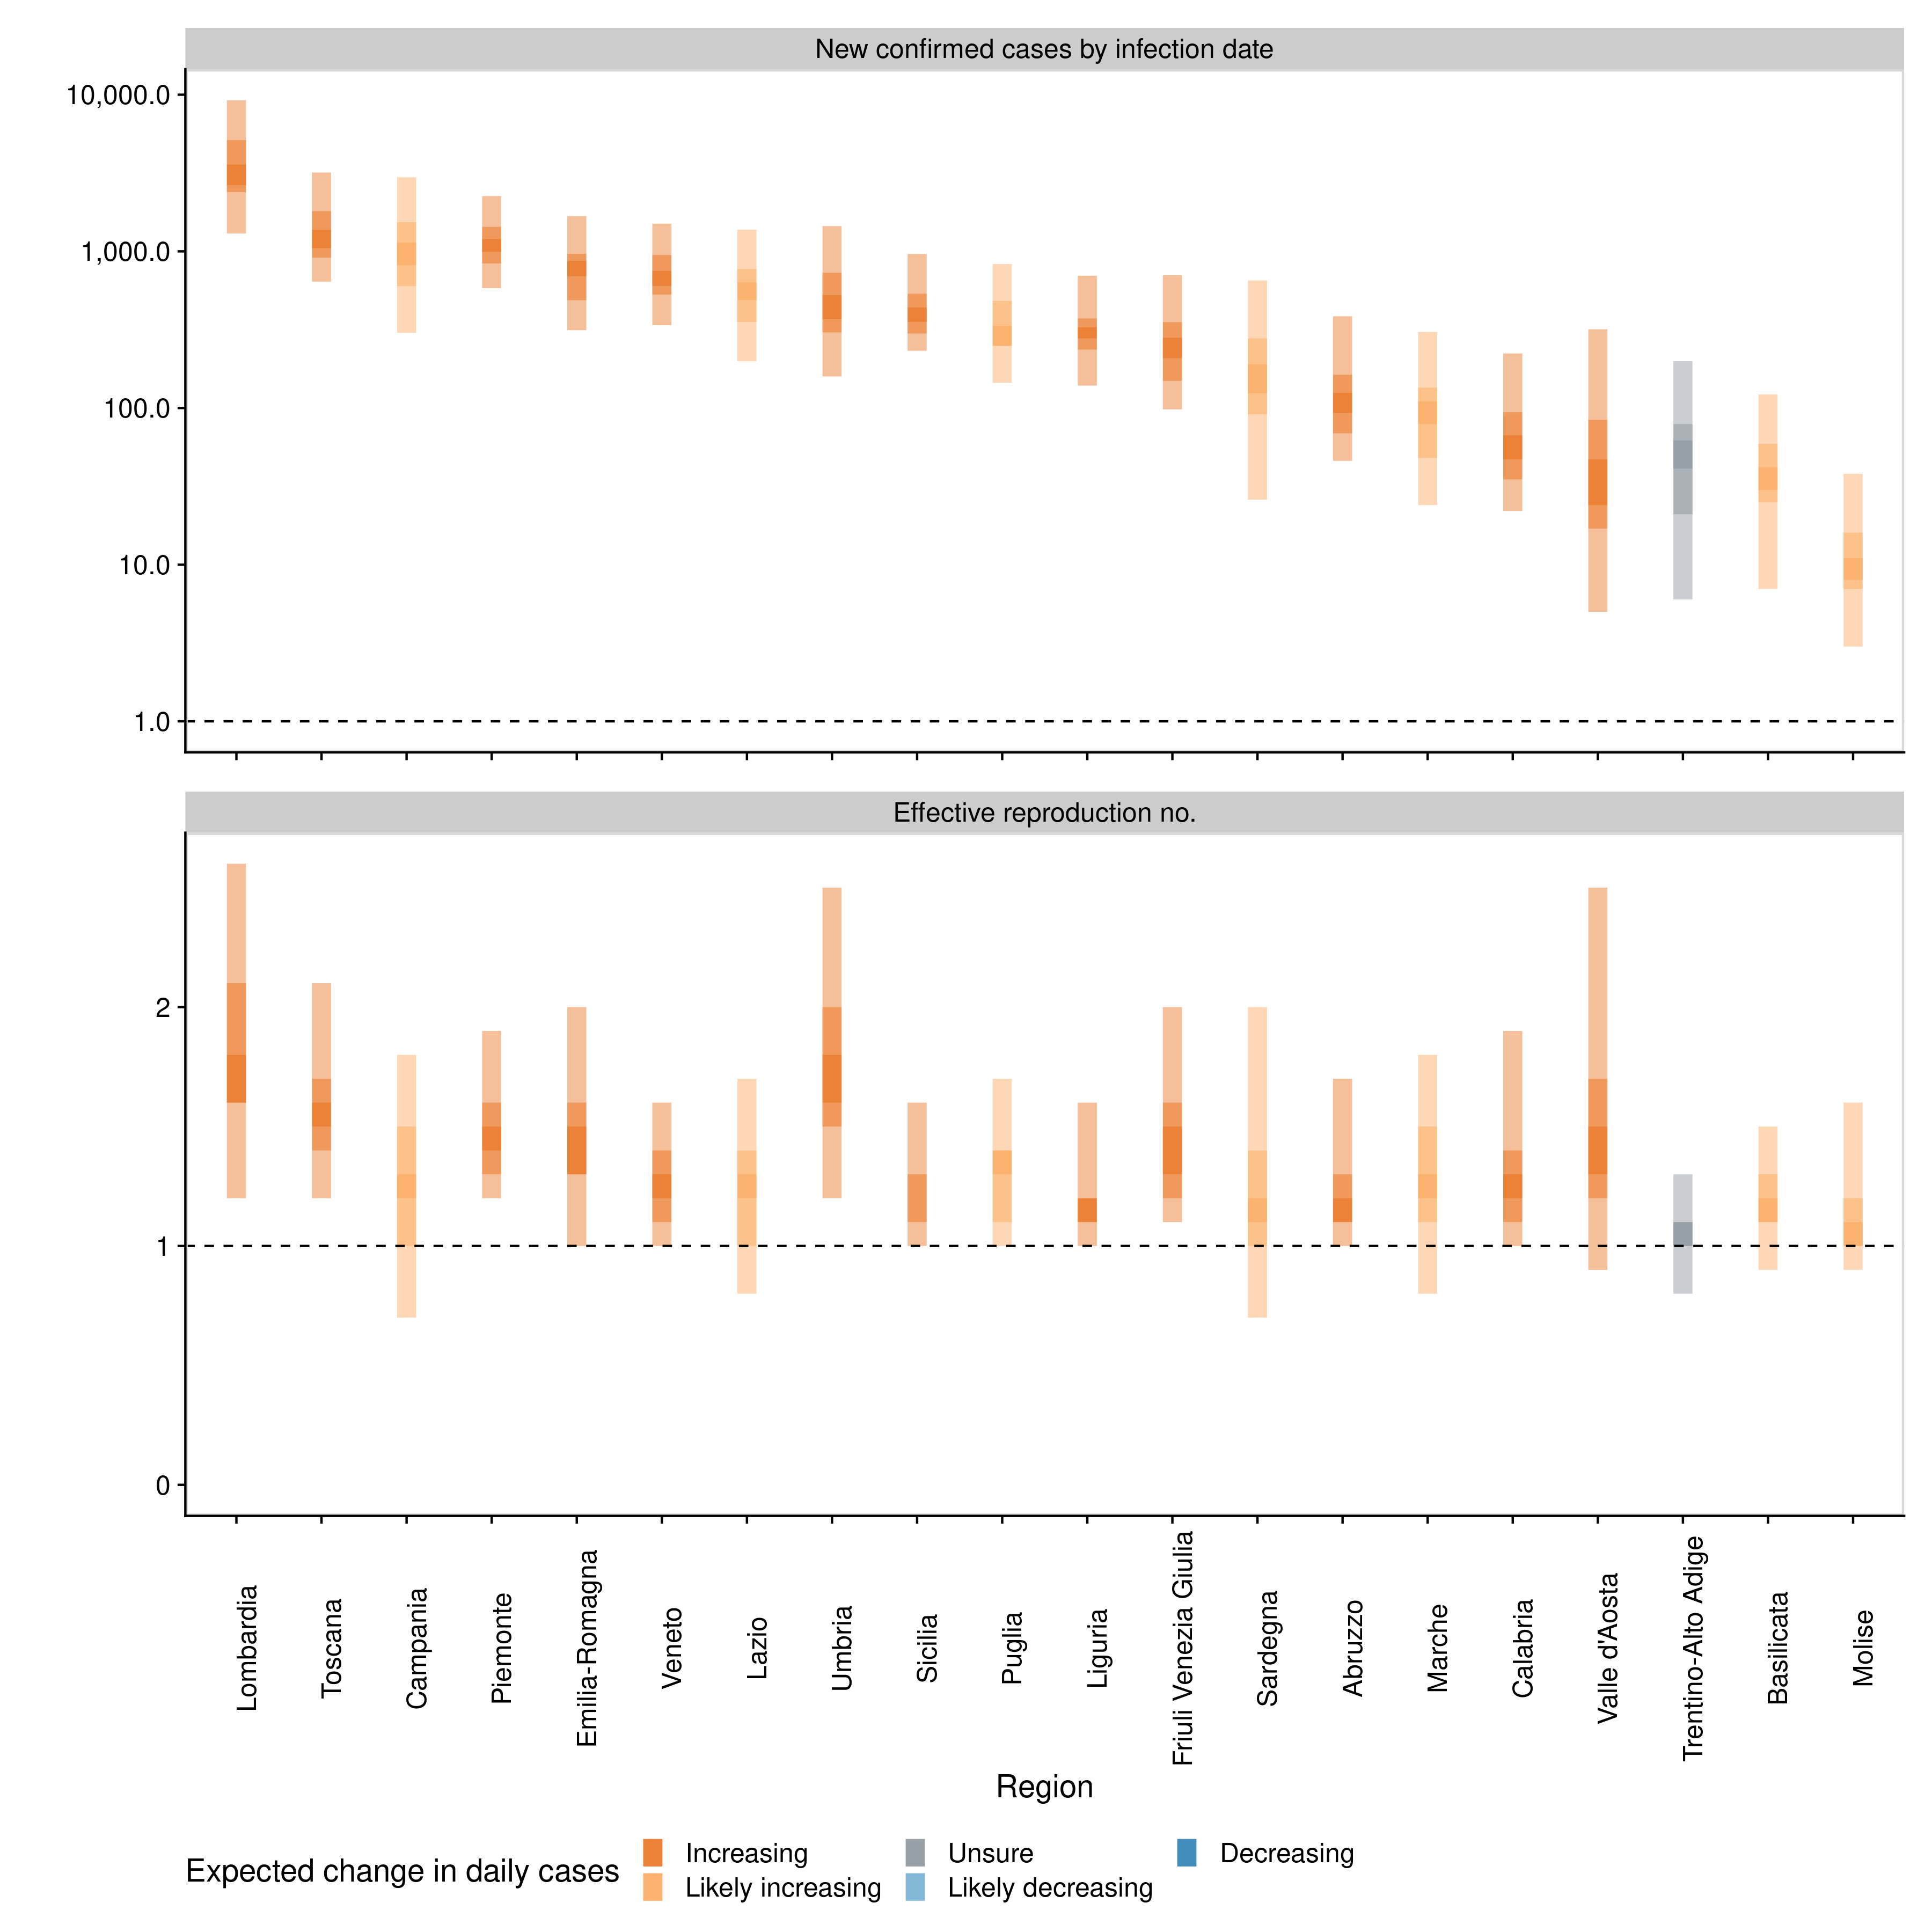 New confirmed cases by infection date
10,000.0
1,000.0
100.0
10.0
1.0
Effective reproduction no.
2
1
0
Lombardia
Toscana
Campania
Piemonte
Emilia-Romagna
Veneto
Lazio
Umbria
Sicilia
Puglia
Liguria
Friuli Venezia Giulia
Sardegna
Abruzzo
Marche
Calabria
Valle d'Aosta
Trentino-Alto Adige
Basilicata
Molise
Region
Expected change in daily cases
Increasing
Unsure
Decreasing
Likely increasing
Likely decreasing